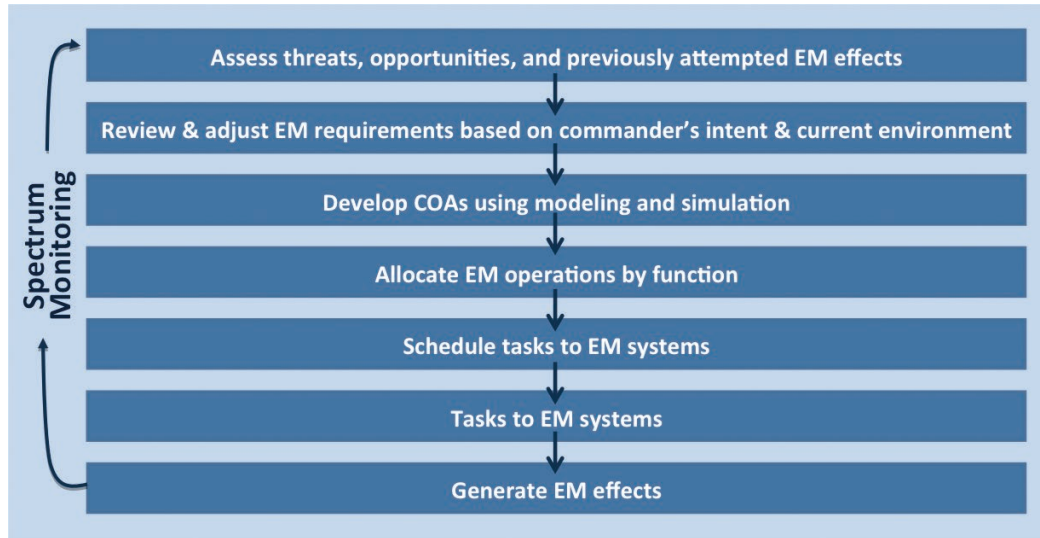 Assess threats, opportunities, and previously attempted EM effects
Review & adjust EM requirements based on commander’s intent & current environment
Develop COAs using modeling and simulation
Allocate EM operations by function
Schedule tasks to EM systems
Tasks to EM systems
Generate EM effects
Spectrum
Monitoring